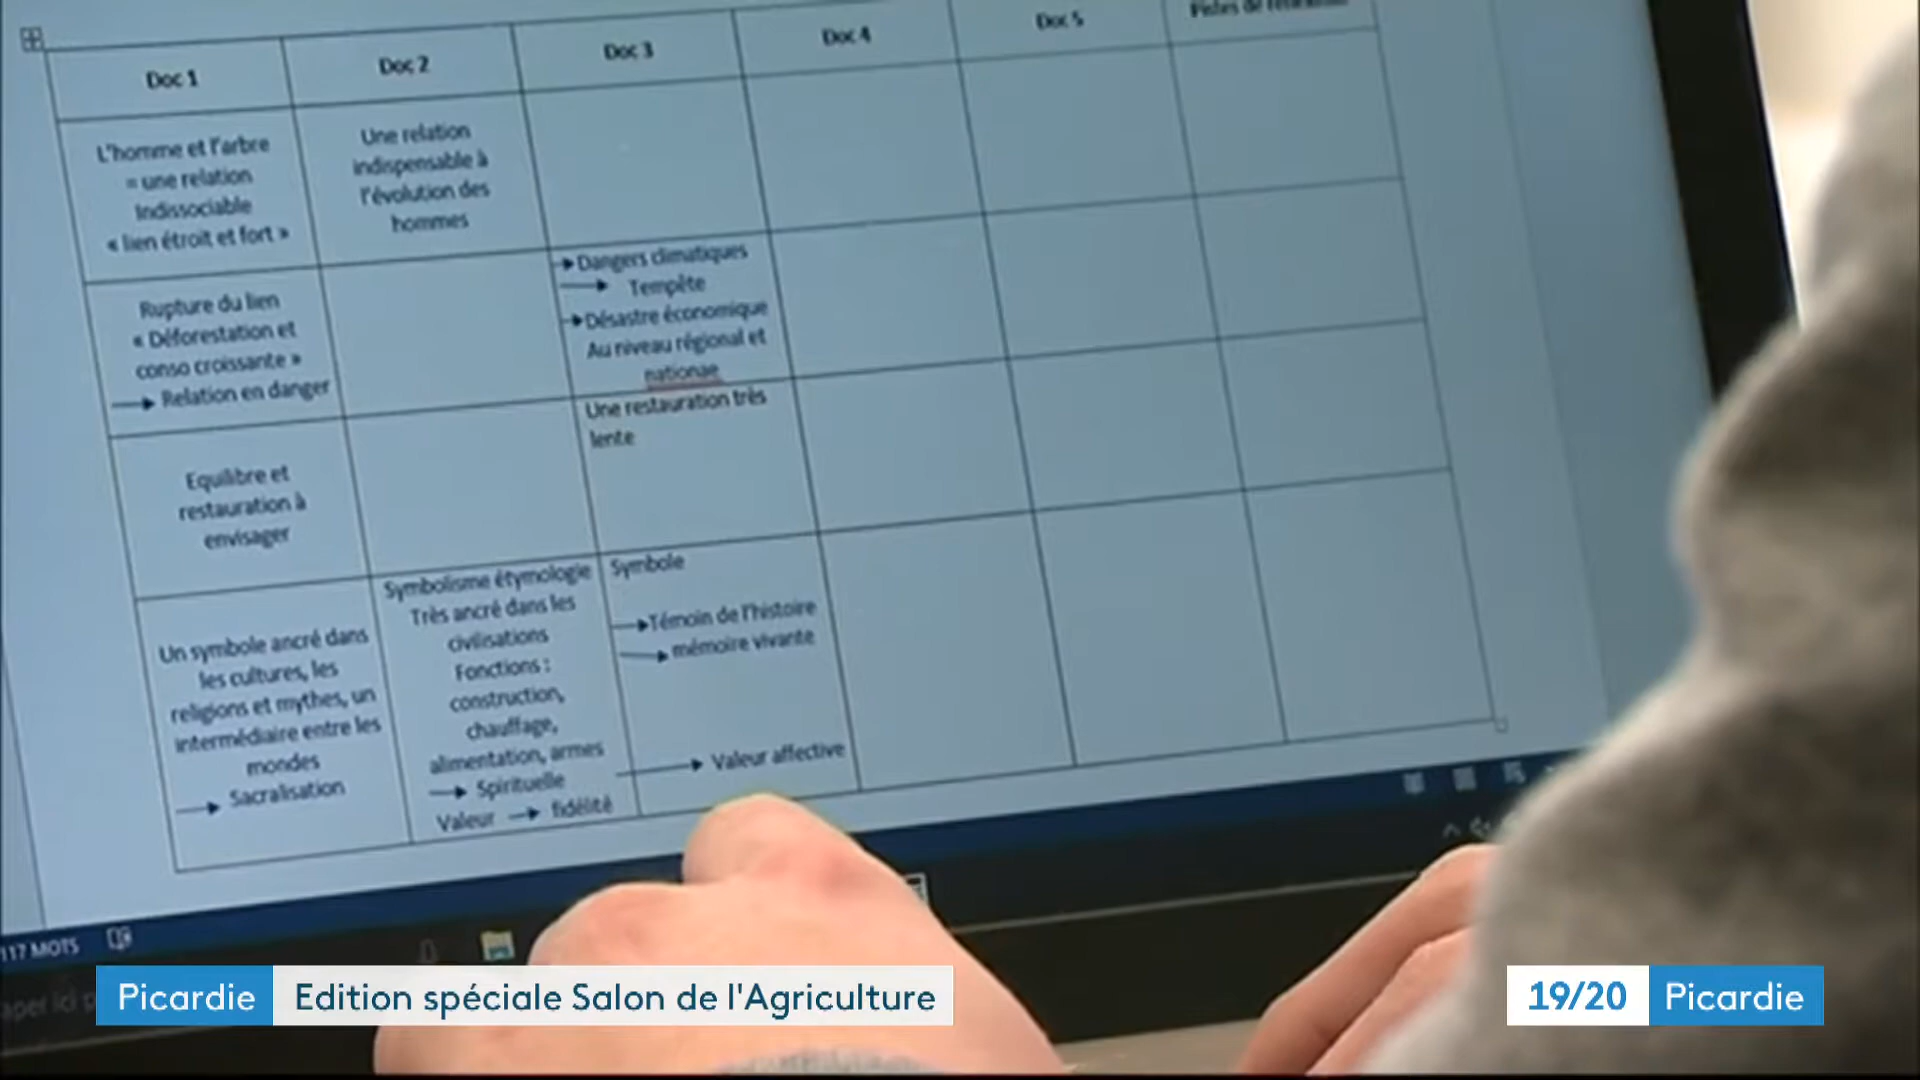 Doc 1
Doc 2
Doc 3
Doc 4
Doc 5
Pistes de
L'homme et l'arbre
= une relation
Indissociable
« lien étroit et fort »
Une relation
indispensable à
l'évolution des
hommes
Rupture du lien
« Déforestation et
conso croissante »
→ Relation en danger
→ Dangers climatiques
→ Tempête
→ Désastre économique
Au niveau régional et
nationae
Equilibre et
restauration à
envisager
Une restauration très
lente
Un symbole ancré dans
les cultures, les
religions et mythes, un
intermédiaire entre les
mondes
→ Sacralisation
Symbolisme étymologie
Très ancré dans les
civilisations
Fonctions :
construction,
chauffage,
alimentation, armes
→ Spirituelle
Valeur → fidélité
Symbole
→ Témoin de l'histoire
→ mémoire vivante
→ Valeur affective
117 MOTS
Picardie
Edition spéciale Salon de l'Agriculture
19/20 Picardie